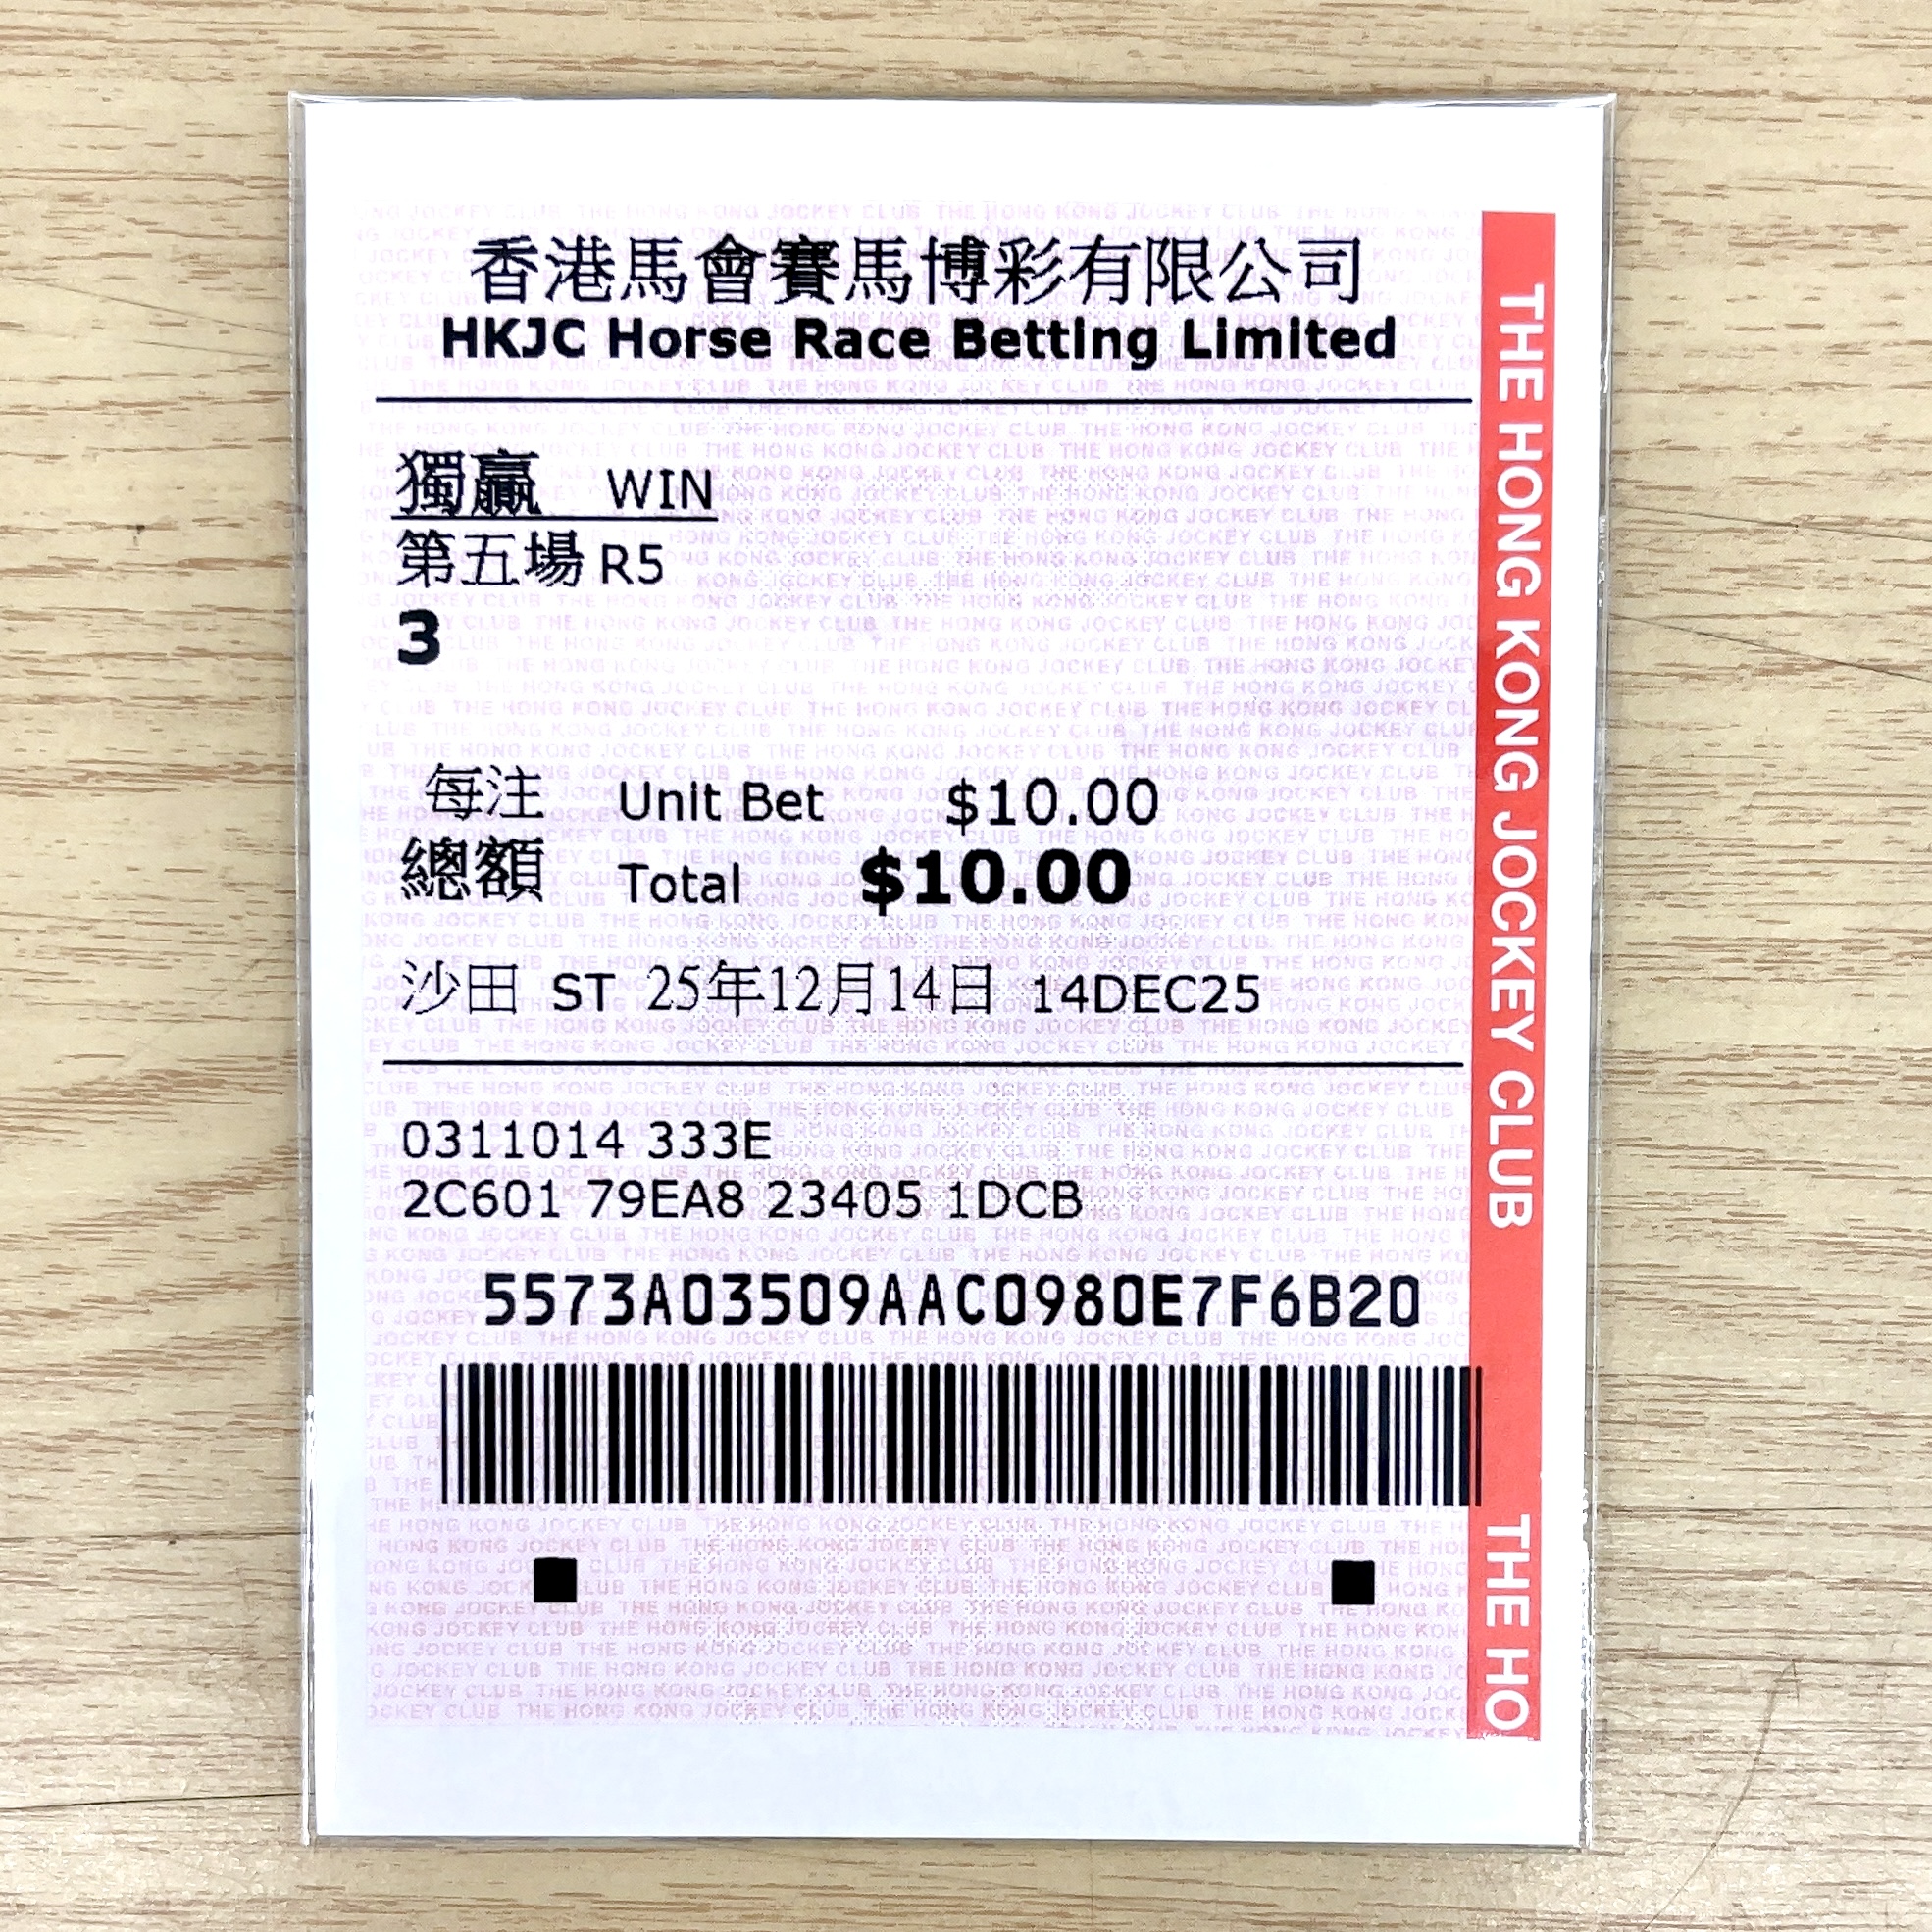 香港馬會賽馬博彩有限公司
HKJC Horse Race Betting Limited
獨贏 WIN
第五場 R5
3
每注 Unit Bet $10.00
總額 Total $10.00
沙田 ST 25年12月14日 14DEC25
0311014 333E
2C601 79EA8 23405 1DCB
5573A03509AAC0980E7F6B20
THE HONG KONG JOCKEY CLUB THE HO